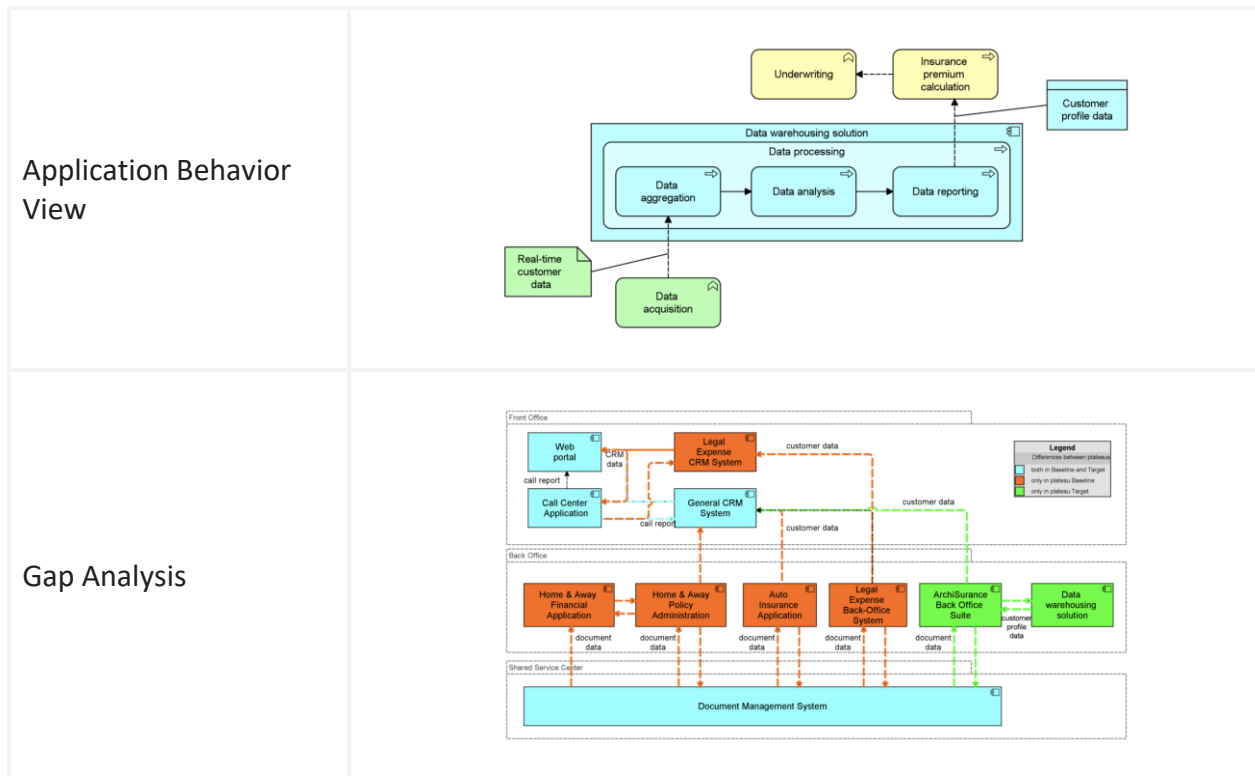 Application Behavior
View
Underwriting
Insurance
premium
calculation
Customer
profile data
Data warehousing solution
Data processing
Data
aggregation
Data analysis
Data reporting
Real-time
customer
data
Data
acquisition
Gap Analysis
Front Office
Web
portal
CRM
data
Legal
Expense
CRM System
customer data
Legend
Differences between plateaus
both in Baseline and Target
only in plateau Baseline
only in plateau Target
call report
Call Center
Application
General CRM
System
call report
customer data
customer data
Back Office
Home & Away
Financial
Application
Home & Away
Policy
Administration
Auto
Insurance
Application
Legal
Expense
Back-Office
System
ArchiSurance
Back Office
Suite
Data
warehousing
solution
customer
profile
data
document
data
document
data
document
data
document
data
document
data
Shared Service Center
Document Management System